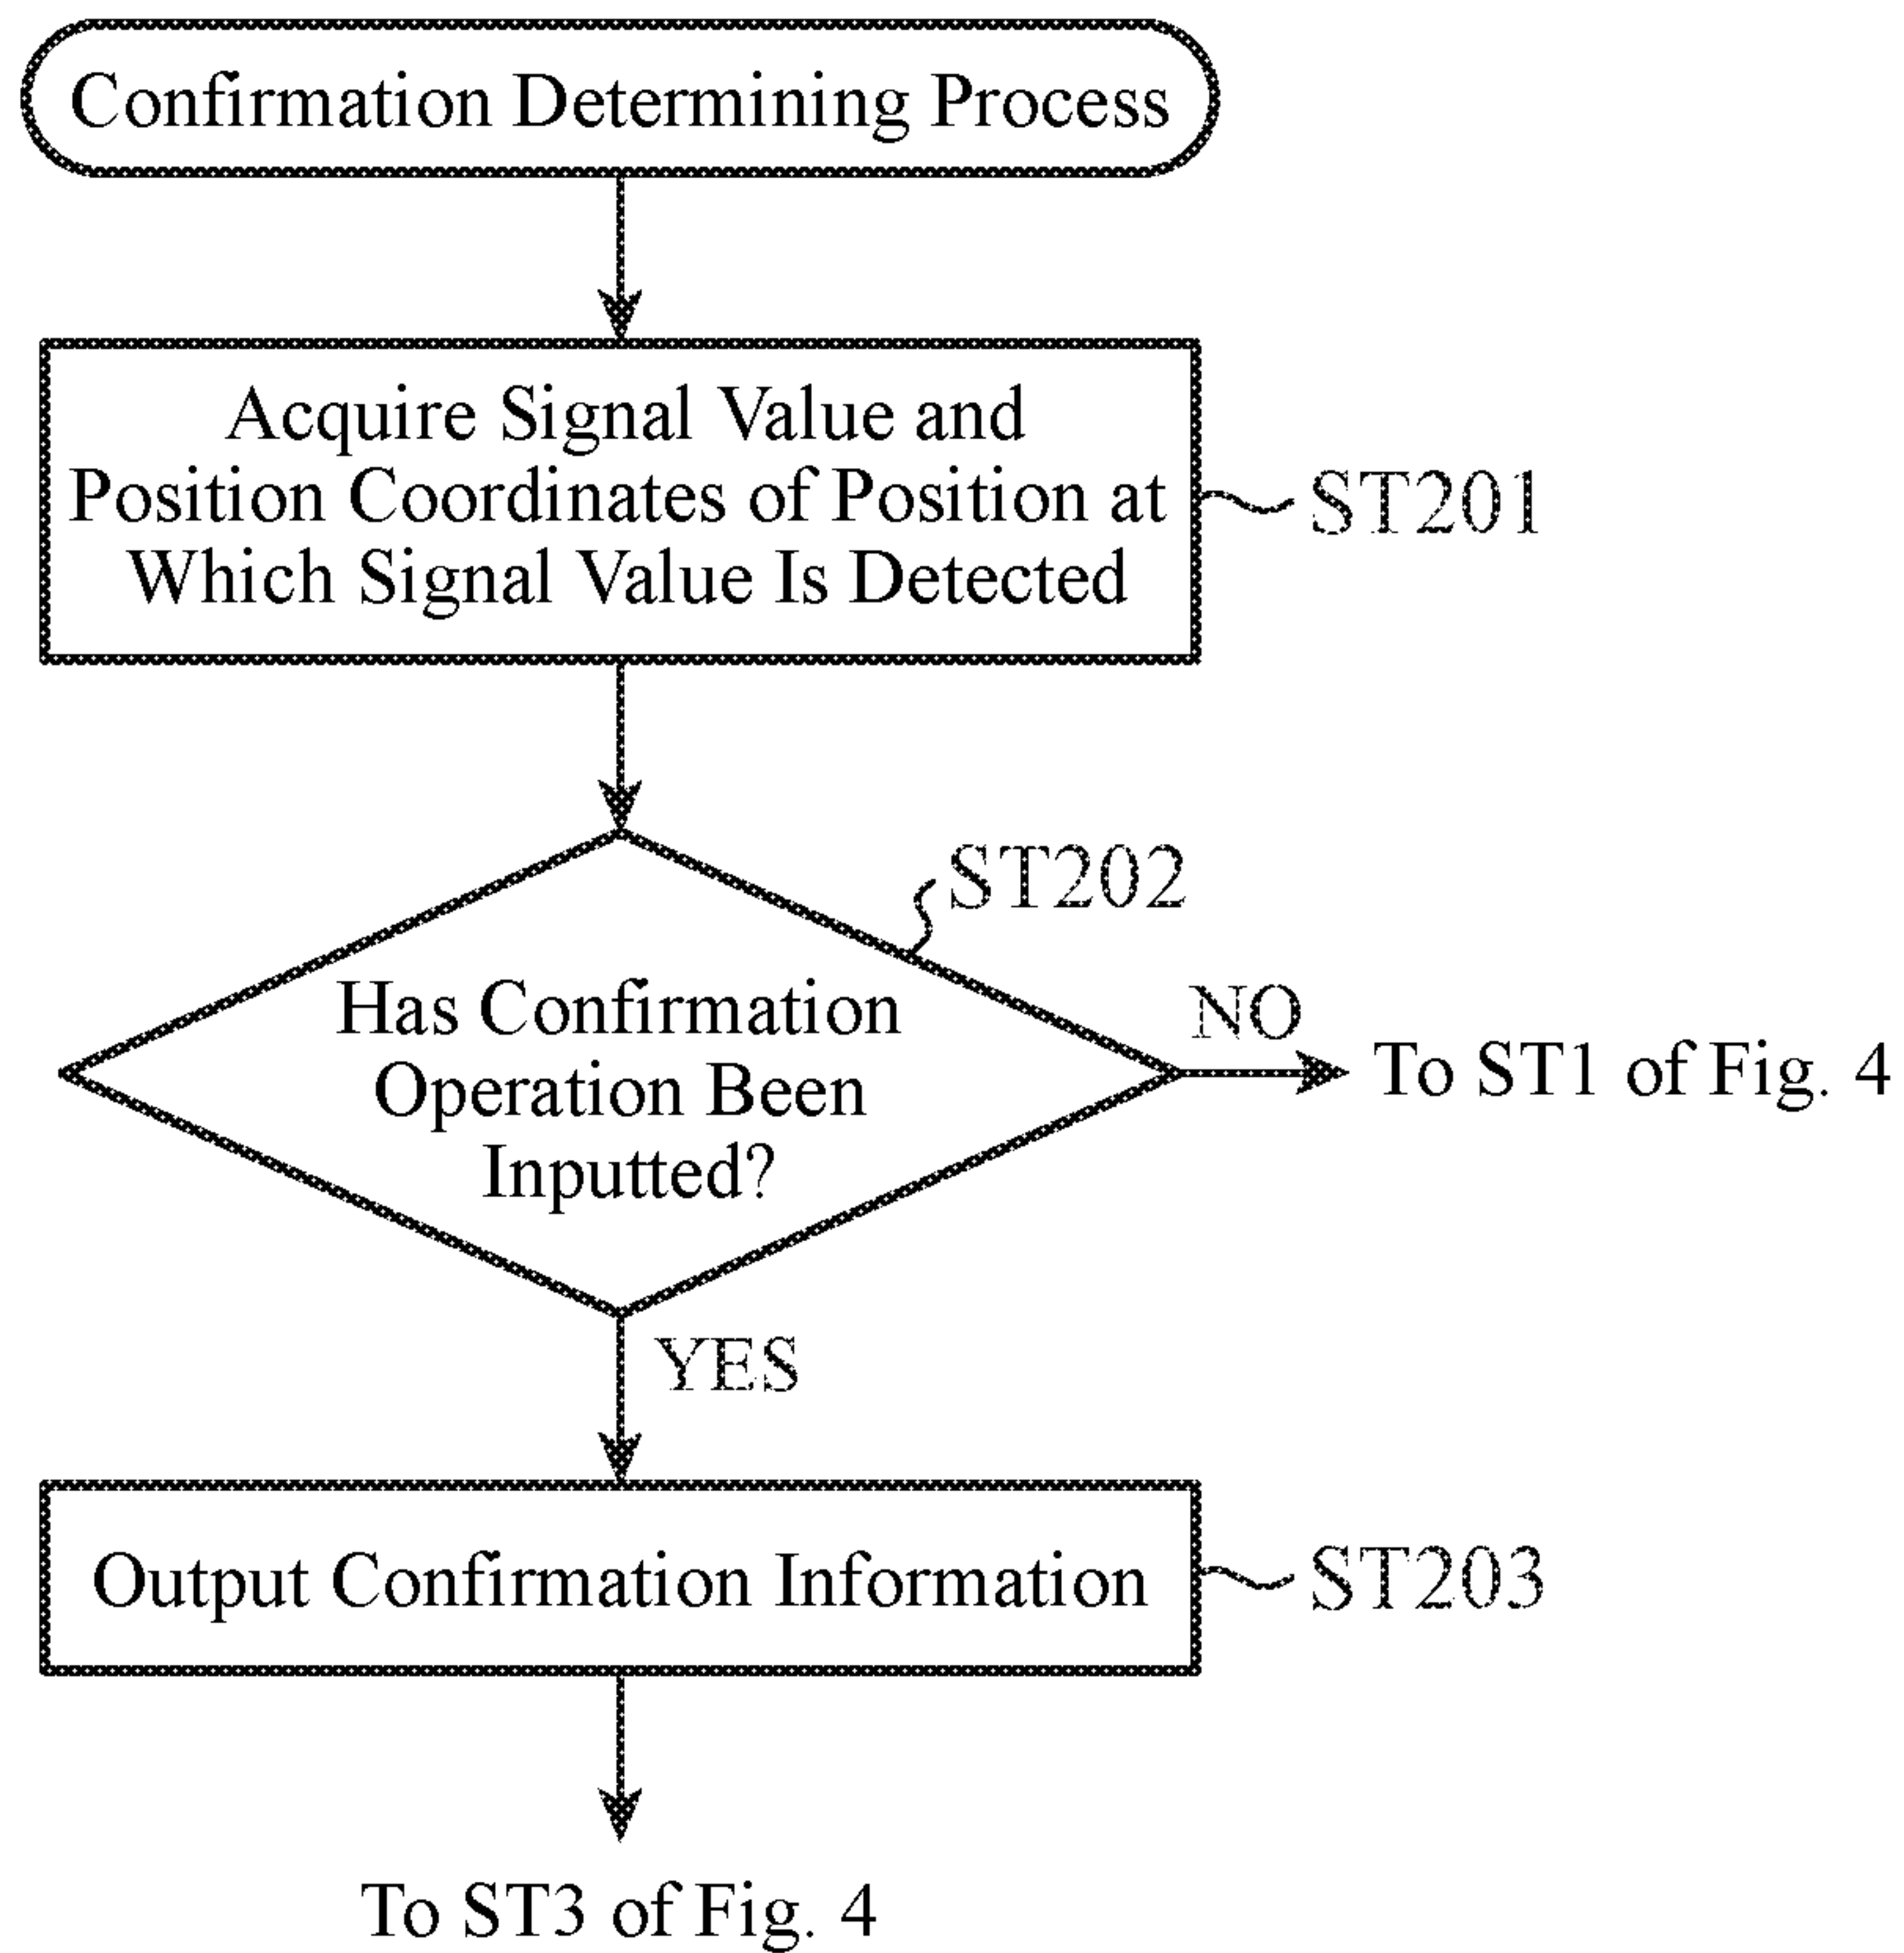 Confirmation Determining Process
Acquire Signal Value and
Position Coordinates of Position at
Which Signal Value Is Detected
ST201
ST202
Has Confirmation
Operation Been
Inputted?
NO
To ST1 of Fig. 4
YES
Output Confirmation Information
ST203
To ST3 of Fig. 4